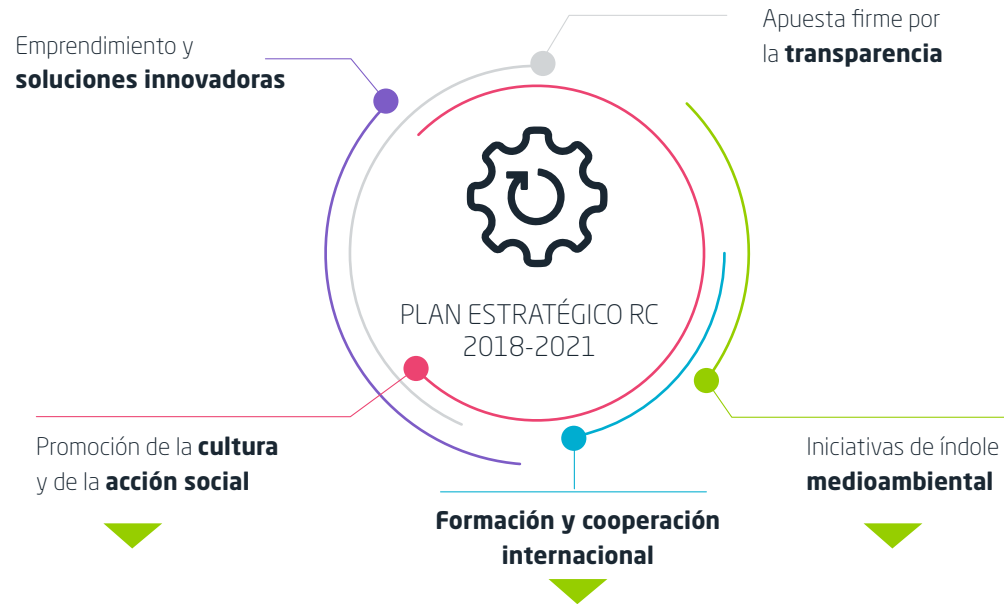 Emprendimiento y
soluciones innovadoras
Apuesta firme por
la transparencia
PLAN ESTRATÉGICO RC
2018-2021
Promoción de la cultura
y de la acción social
Formación y cooperación
internacional
Iniciativas de índole
medioambiental